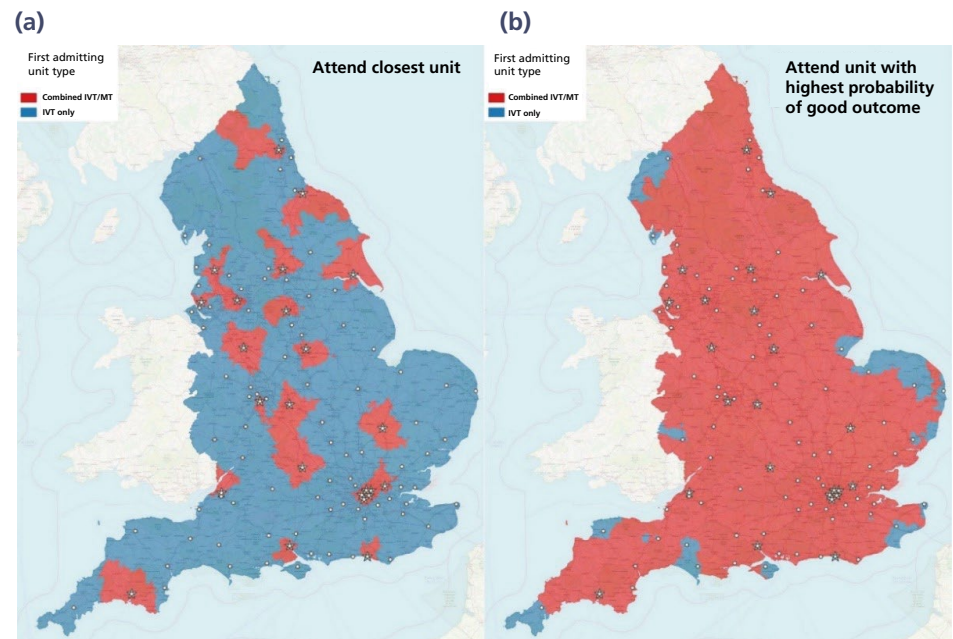 (a)
First admitting
unit type
Combined IVT/MT
IVT only
Attend closest unit
(b)
First admitting
unit type
Combined IVT/MT
IVT only
Attend unit with
highest probability
of good outcome